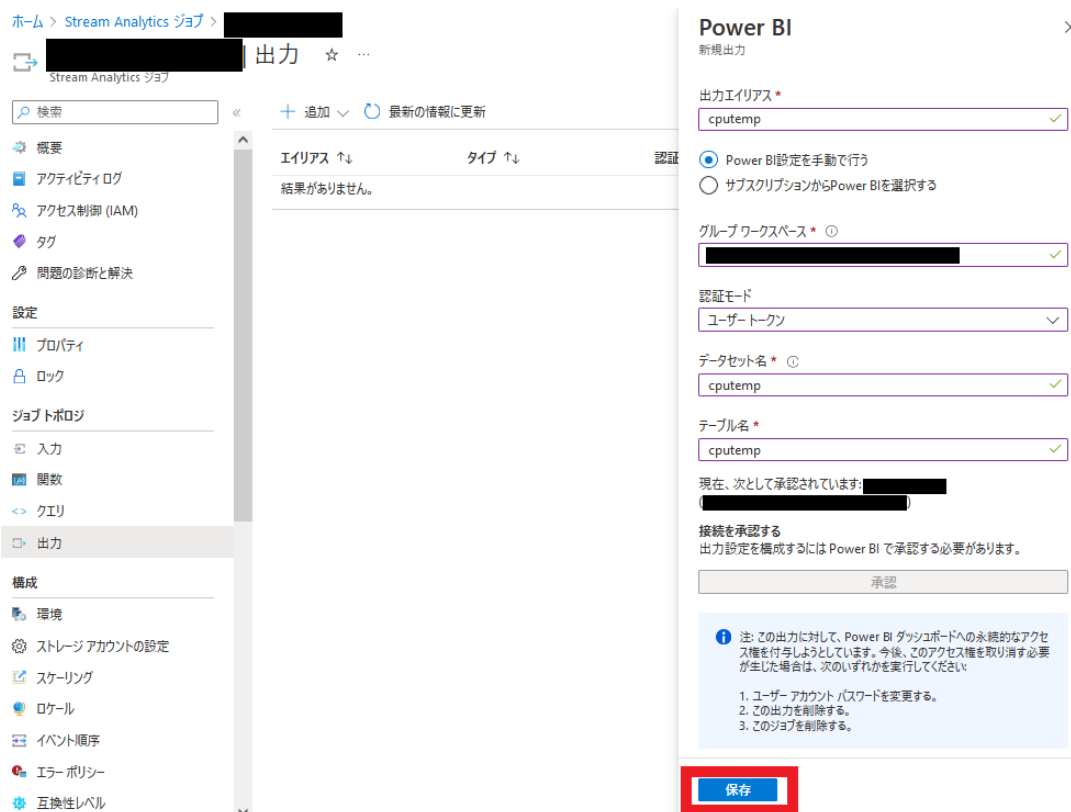 ホーム > Stream Analytics ジョブ >
| 出力 ☆ …
Stream Analytics ジョブ
検索
«
概要
アクティビティ ログ
アクセス制御 (IAM)
タグ
問題の診断と解決
設定
プロパティ
ロック
ジョブ トポロジ
入力
関数
クエリ
出力
構成
環境
ストレージ アカウントの設定
スケーリング
ロケール
イベント順序
エラー ポリシー
互換性レベル
+ 追加 最新の情報に更新
エイリアス ↑↓ タイプ ↑↓ 認証
結果がありません。
Power BI
新規出力
出力エイリアス *
cputemp
Power BI設定を手動で行う
サブスクリプションからPower BIを選択する
グループ ワークスペース *
認証モード
ユーザー トークン
データセット名 *
cputemp
テーブル名 *
cputemp
現在、次として承認されています:
( )
接続を承認する
出力設定を構成するには Power BI で承認する必要があります。
承認
注: この出力に対して、Power BI ダッシュボードへの永続的なアクセ
ス権を付与しようとしています。今後、このアクセス権を取り消す必要
が生じた場合は、次のいずれかを実行してください:
1. ユーザー アカウント パスワードを変更する。
2. この出力を削除する。
3. このジョブを削除する。
保存